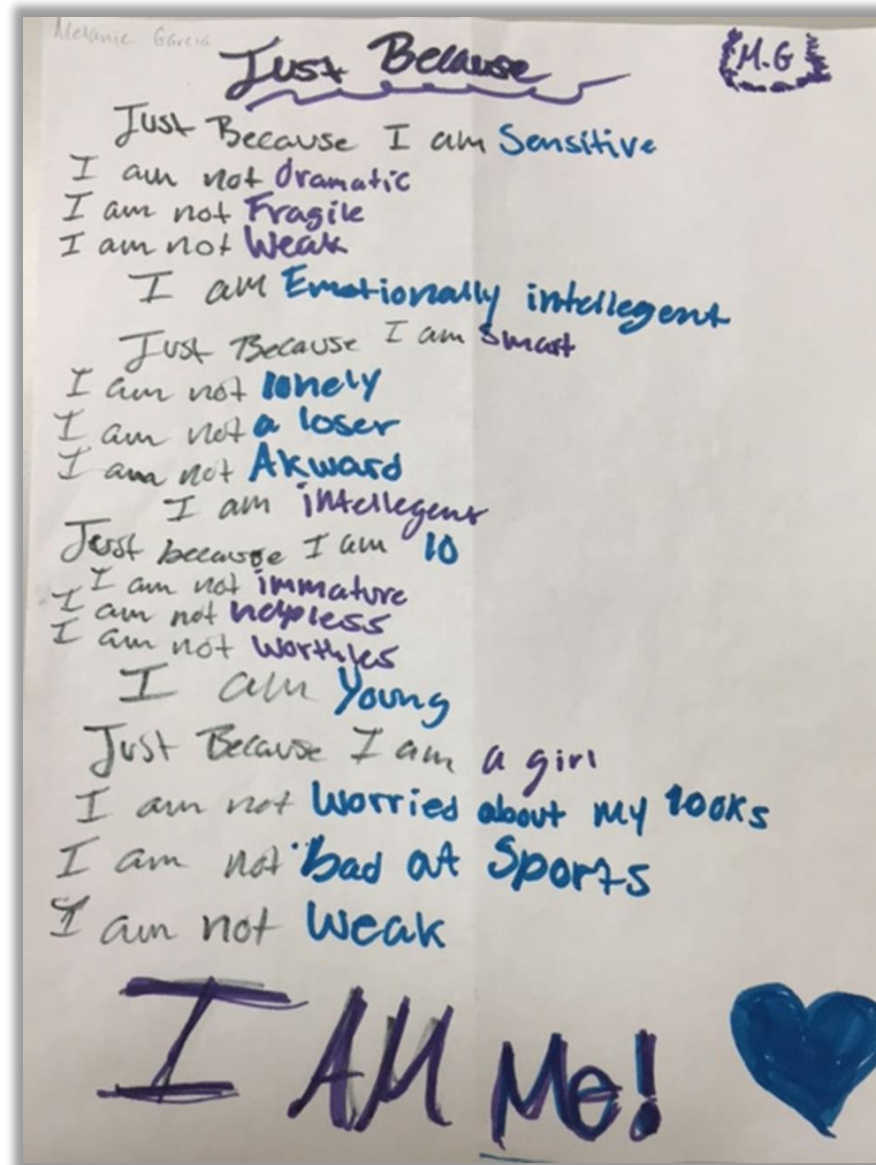 Melanie Garcia
Just Because
M.G
Just Because I am Sensitive
I am not dramatic
I am not Fragile
I am not Weak
I am Emotionally intellegent
Just Because I am Smart
I am not lonely
I am not a loser
I am not AKward
I am intellegent
Just because I am 10
I am not immature
I am not helpless
I am not worthles
I am Young
Just Because I am a girl
I am not Worried about my looks
I am not Bad at Sports
I am not Weak
I AM Me!